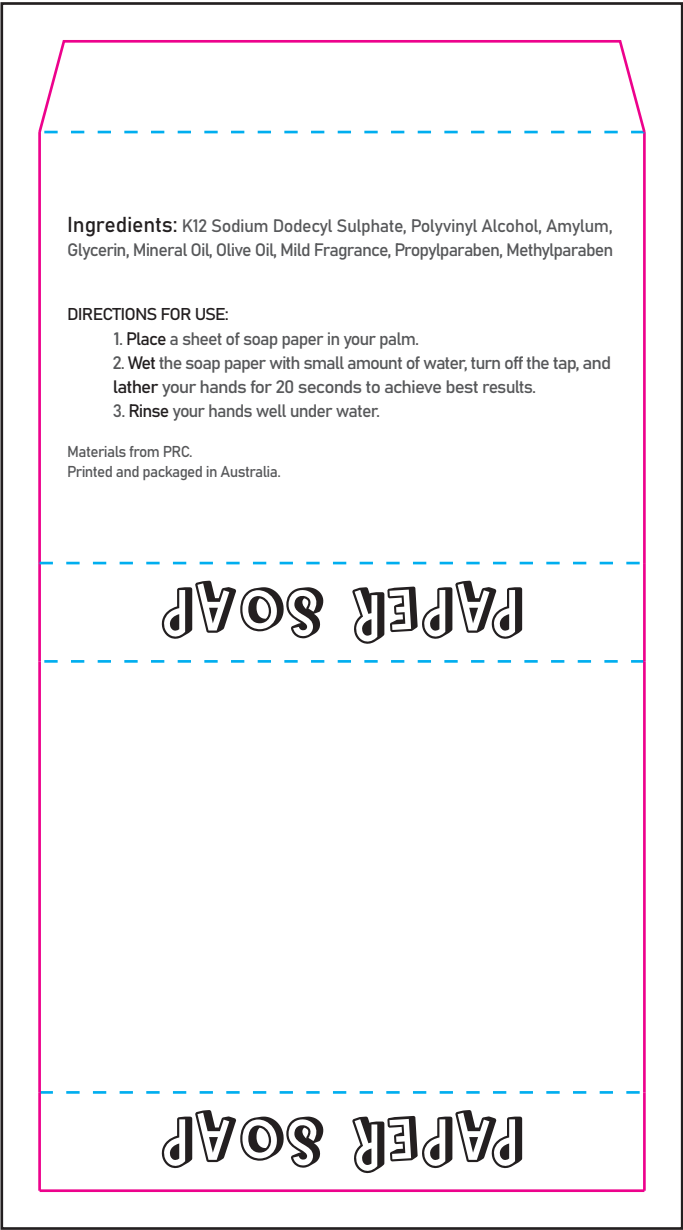 Ingredients: K12 Sodium Dodecyl Sulphate, Polyvinyl Alcohol, Amylum,
Glycerin, Mineral Oil, Olive Oil, Mild Fragrance, Propylparaben, Methylparaben
DIRECTIONS FOR USE:
1. Place a sheet of soap paper in your palm.
2. Wet the soap paper with small amount of water, turn off the tap, and
lather your hands for 20 seconds to achieve best results.
3. Rinse your hands well under water.
Materials from PRC.
Printed and packaged in Australia.
PAPER SOAP
PAPER SOAP